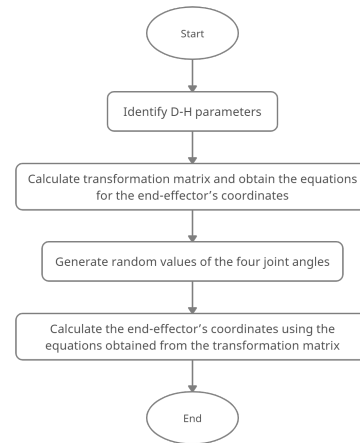 Start
Identify D-H parameters
Calculate transformation matrix and obtain the equations
for the end-effector’s coordinates
Generate random values of the four joint angles
Calculate the end-effector’s coordinates using the
equations obtained from the transformation matrix
End